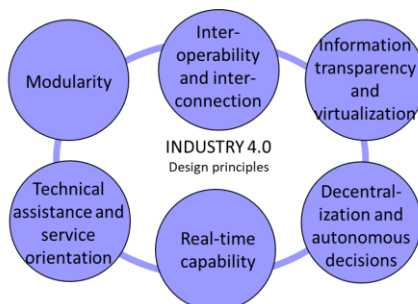 Inter-
operability
and inter-
connection
Information
transparency
and
virtualization
Modularity
INDUSTRY 4.0
Design principles
Technical
assistance and
service
orientation
Real-time
capability
Decentral-
ization and
autonomous
decisions